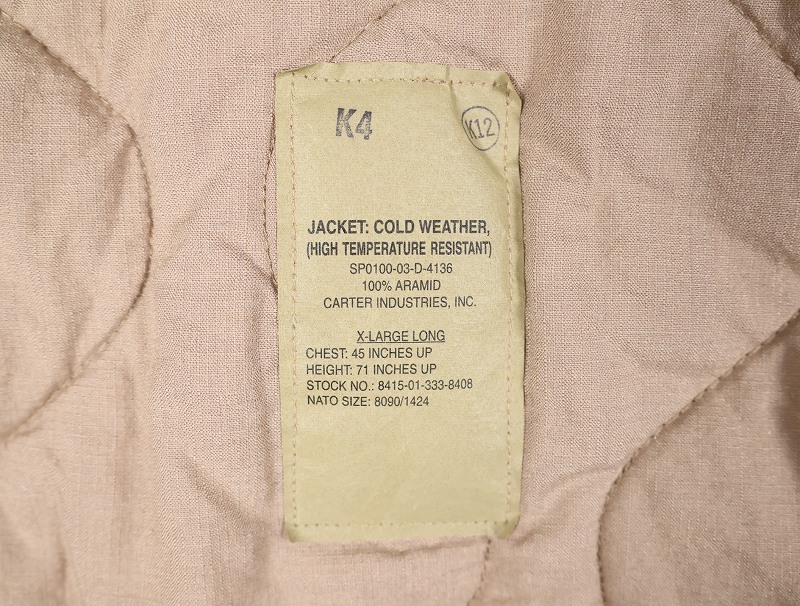 K4
K12
JACKET: COLD WEATHER,
(HIGH TEMPERATURE RESISTANT)
SP0100-03-D-4136
100% ARAMID
CARTER INDUSTRIES, INC.
X-LARGE LONG
CHEST: 45 INCHES UP
HEIGHT: 71 INCHES UP
STOCK NO.: 8415-01-333-8408
NATO SIZE: 8090/1424